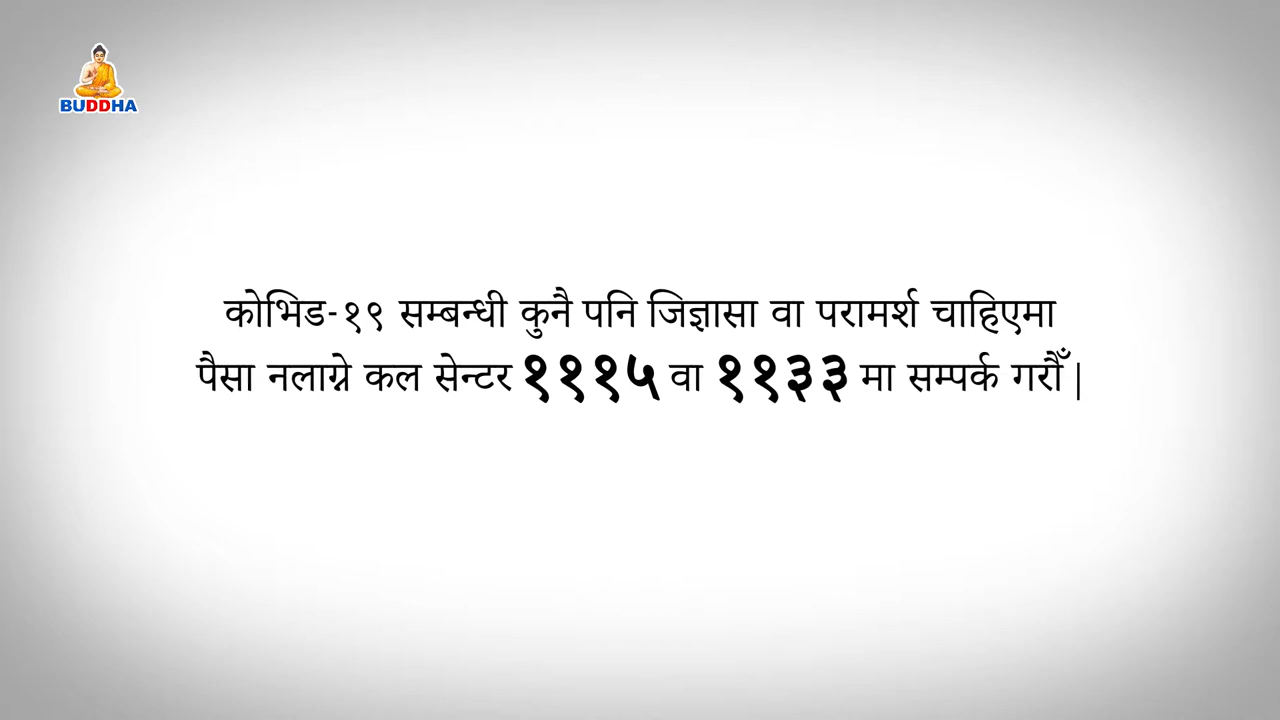 BUDDHA
कोभिड-१९ सम्बन्धी कुनै पनि जिज्ञासा वा परामर्श चाहिएमा
पैसा नलाग्ने कल सेन्टर १११५ वा ११३३ मा सम्पर्क गरौँ|